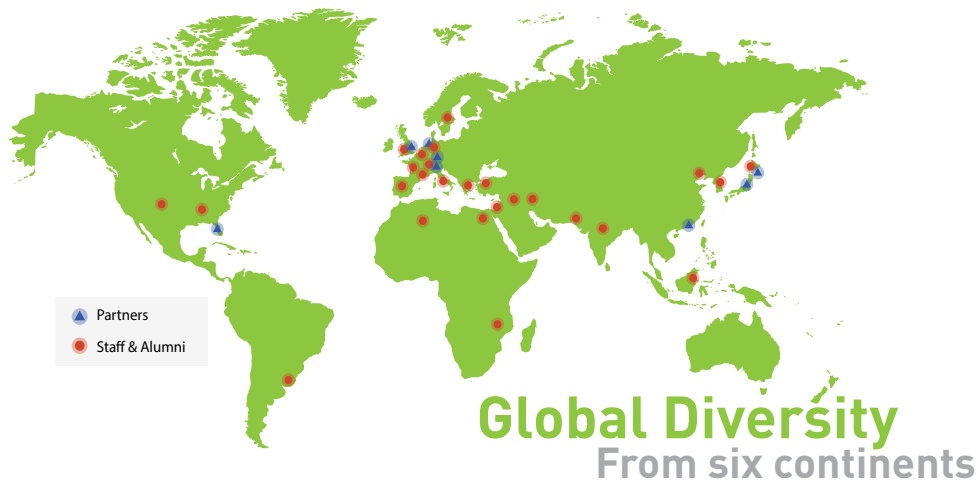 Partners
Staff & Alumni
Global Diversity
From six continents